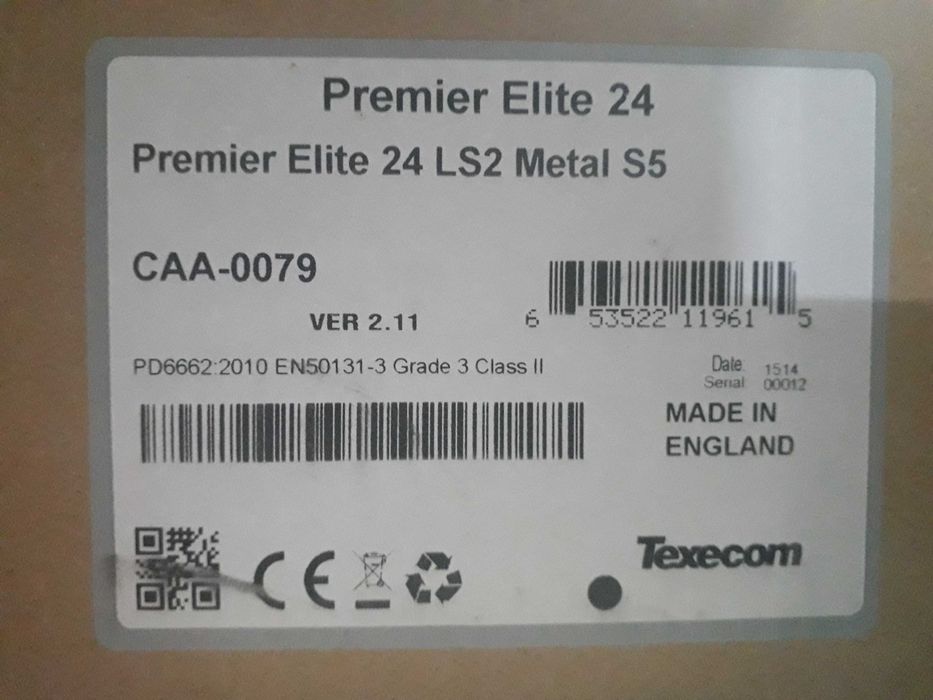 Premier Elite 24
Premier Elite 24 LS2 Metal S5
CAA-0079
VER 2.11
6 53522 11961 5
PD6662:2010 EN50131-3 Grade 3 Class II
Date: 1514
Serial 00012
MADE IN
ENGLAND
CE
Texecom